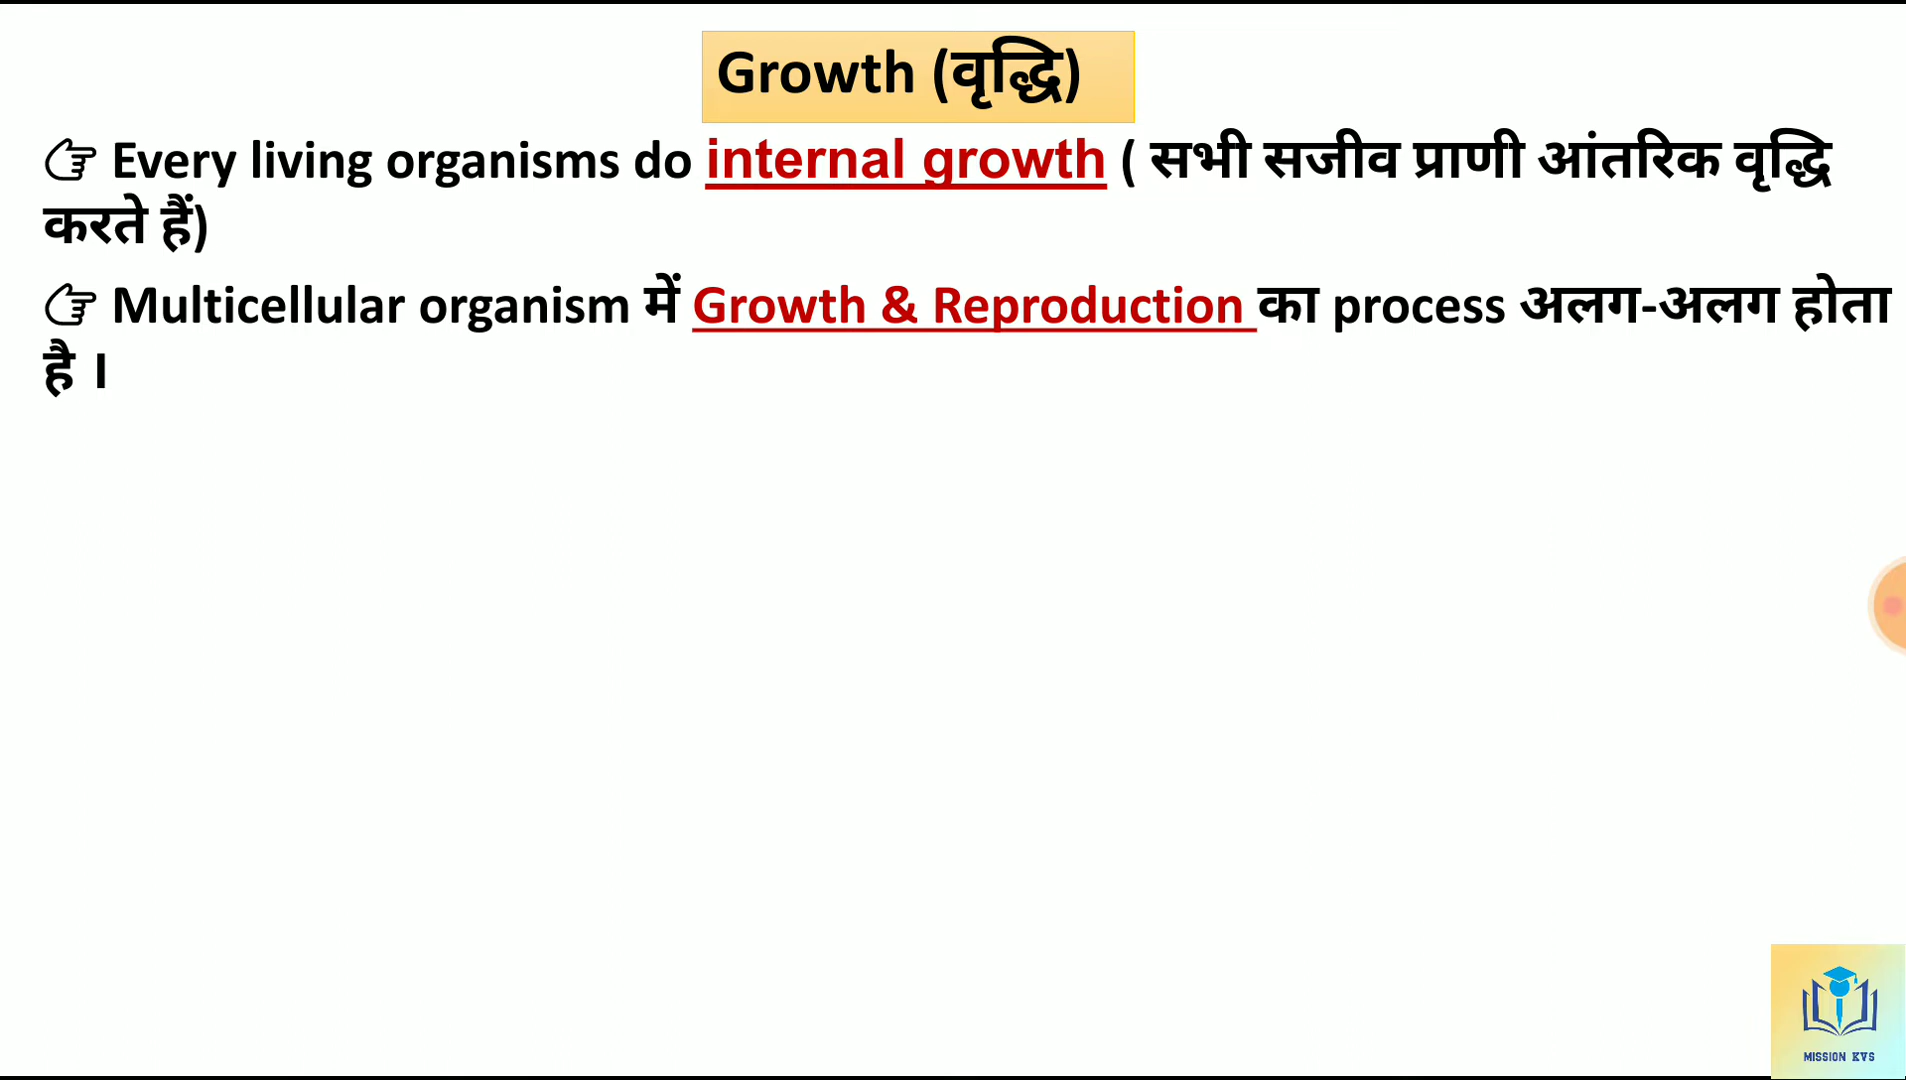 Growth (वृद्धि)
👉 Every living organisms do internal growth ( सभी सजीव प्राणी आंतरिक वृद्धि
करते हैं)
👉 Multicellular organism में Growth & Reproduction का process अलग-अलग होता
है ।
MISSION KVS